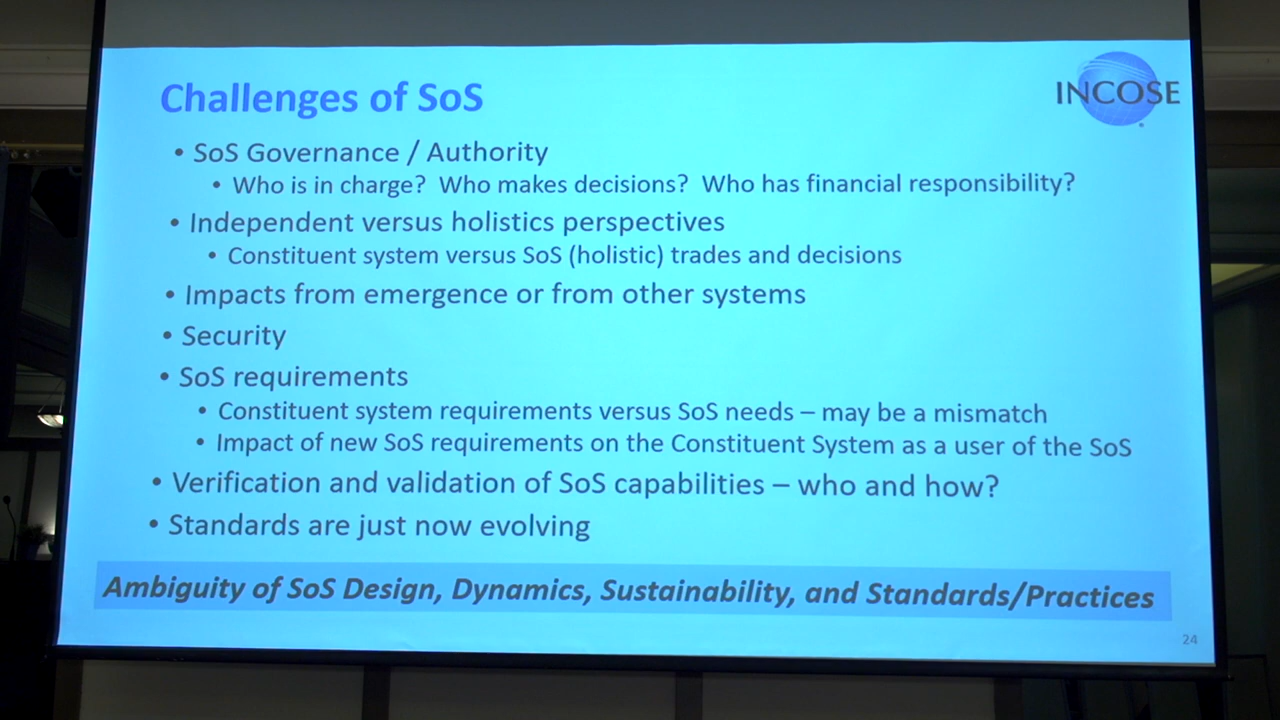 Challenges of SoS
INCOSE
• SoS Governance / Authority
• Who is in charge? Who makes decisions? Who has financial responsibility?
• Independent versus holistics perspectives
• Constituent system versus SoS (holistic) trades and decisions
• Impacts from emergence or from other systems
• Security
• SoS requirements
• Constituent system requirements versus SoS needs – may be a mismatch
• Impact of new SoS requirements on the Constituent System as a user of the SoS
• Verification and validation of SoS capabilities – who and how?
• Standards are just now evolving
Ambiguity of SoS Design, Dynamics, Sustainability, and Standards/Practices
24